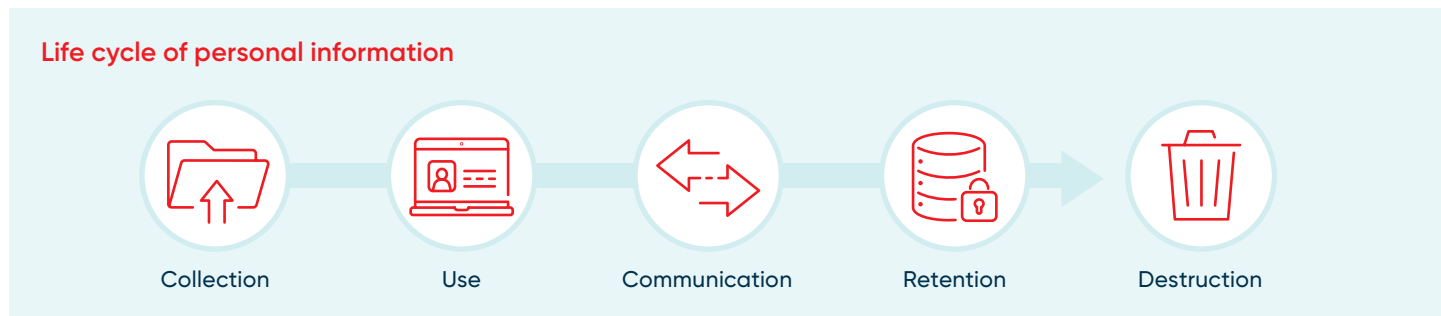 Life cycle of personal information
Collection
Use
Communication
Retention
Destruction